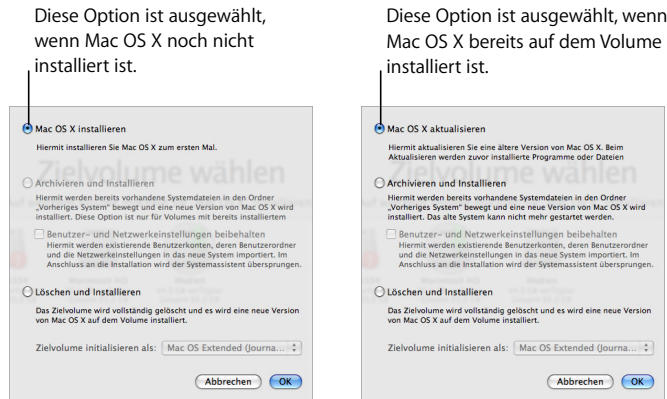 Diese Option ist ausgewählt,
wenn Mac OS X noch nicht
installiert ist.
Mac OS X installieren
Hiermit installieren Sie Mac OS X zum ersten Mal.
Zielvolume wählen
Archivieren und Installieren
Hiermit werden bereits vorhandene Systemdateien in den Ordner
„Vorheriges System“ bewegt und eine neue Version von Mac OS X wird
installiert. Diese Option ist nur für Volumes mit bereits installiertem
Benutzer- und Netzwerkeinstellungen beibehalten
Hiermit werden existierende Benutzerkonten, deren Benutzerordner
und die Netzwerkeinstellungen in das neue System importiert. Im
Anschluss an die Installation wird der Systemassistent übersprungen.
Löschen und Installieren
Das Zielvolume wird vollständig gelöscht und es wird eine neue Version
von Mac OS X auf dem Volume installiert.
Zielvolume initialisieren als: Mac OS Extended (Journa...
Abbrechen OK
Diese Option ist ausgewählt, wenn
Mac OS X bereits auf dem Volume
installiert ist.
Mac OS X aktualisieren
Hiermit aktualisieren Sie eine ältere Version von Mac OS X. Beim
Aktualisieren werden zuvor installierte Programme oder Dateien
Zielvolume wählen
Archivieren und Installieren
Hiermit werden bereits vorhandene Systemdateien in den Ordner
„Vorheriges System“ bewegt und eine neue Version von Mac OS X wird
installiert. Das alte System kann nicht mehr gestartet werden.
Benutzer- und Netzwerkeinstellungen beibehalten
Hiermit werden existierende Benutzerkonten, deren Benutzerordner
und die Netzwerkeinstellungen in das neue System importiert. Im
Anschluss an die Installation wird der Systemassistent übersprungen.
Löschen und Installieren
Das Zielvolume wird vollständig gelöscht und es wird eine neue Version
von Mac OS X auf dem Volume installiert.
Zielvolume initialisieren als: Mac OS Extended (Journa...
Abbrechen OK